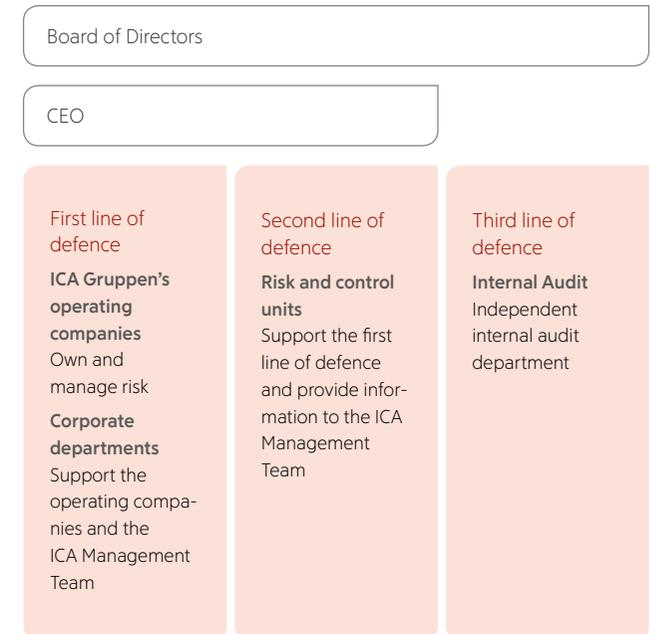 Board of Directors
CEO
First line of
defence
ICA Gruppen’s
operating
companies
Own and
manage risk
Corporate
departments
Support the
operating compa-
nies and the
ICA Management
Team
Second line of
defence
Risk and control
units
Support the first
line of defence
and provide infor-
mation to the ICA
Management
Team
Third line of
defence
Internal Audit
Independent
internal audit
department